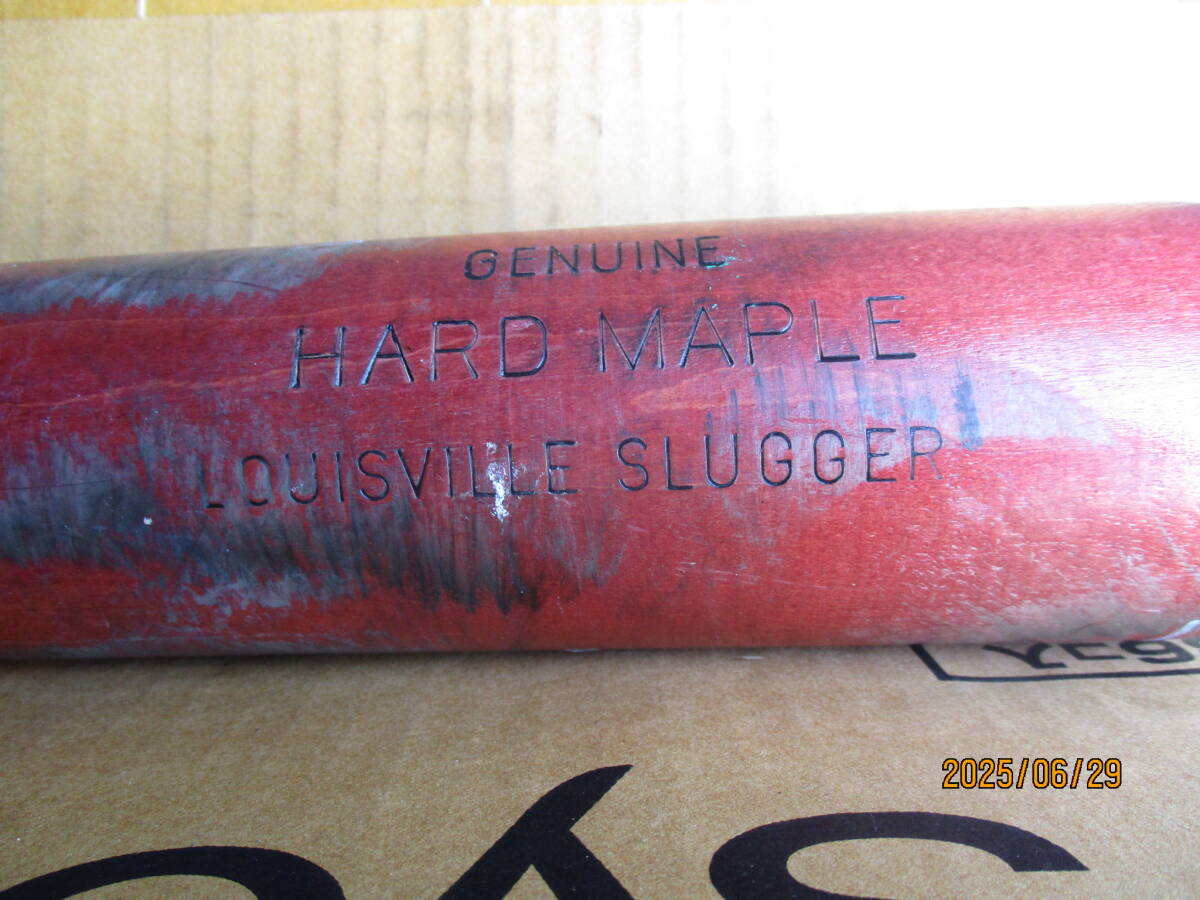 GENUINE
HARD MAPLE
LOUISVILLE SLUGGER
2025/06/29